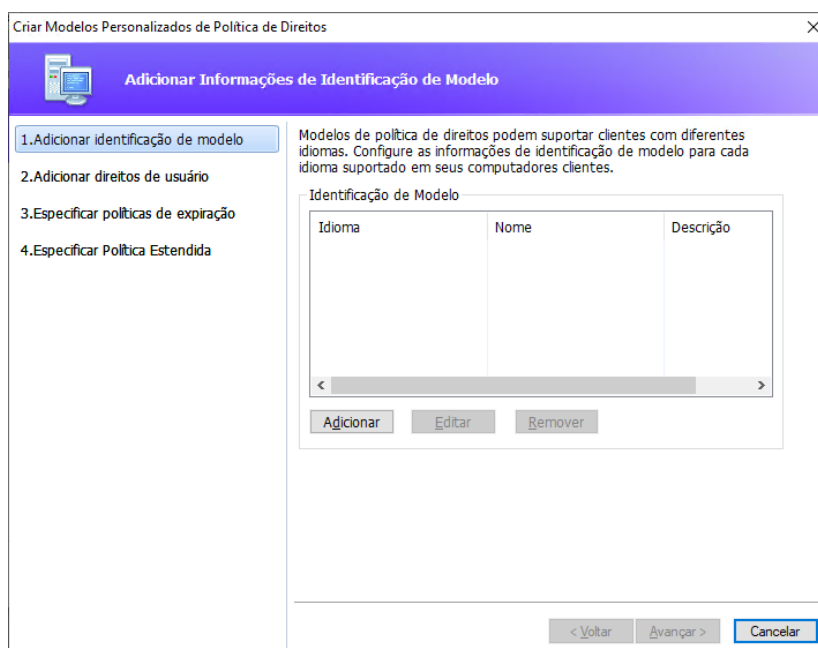 Criar Modelos Personalizados de Política de Direitos
Adicionar Informações de Identificação de Modelo
1.Adicionar identificação de modelo
2.Adicionar direitos de usuário
3.Especificar políticas de expiração
4.Especificar Política Estendida
Modelos de política de direitos podem suportar clientes com diferentes
idiomas. Configure as informações de identificação de modelo para cada
idioma suportado em seus computadores clientes.
Identificação de Modelo
Idioma Nome Descrição
Adicionar Editar Remover
< Voltar Avançar > Cancelar